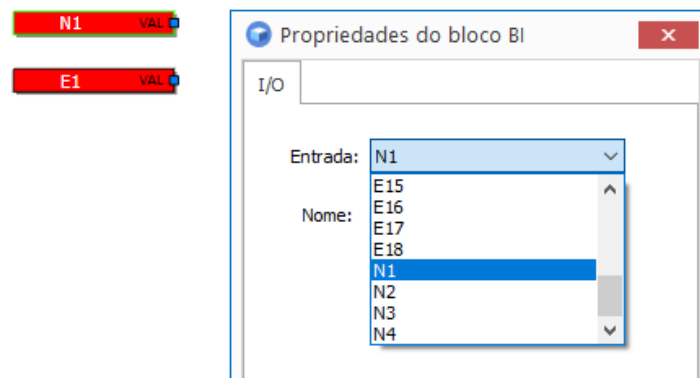 N1 VAL
E1 VAL
Propriedades do bloco BI
I/O
Entrada: N1
Nome:
E15
E16
E17
E18
N1
N2
N3
N4